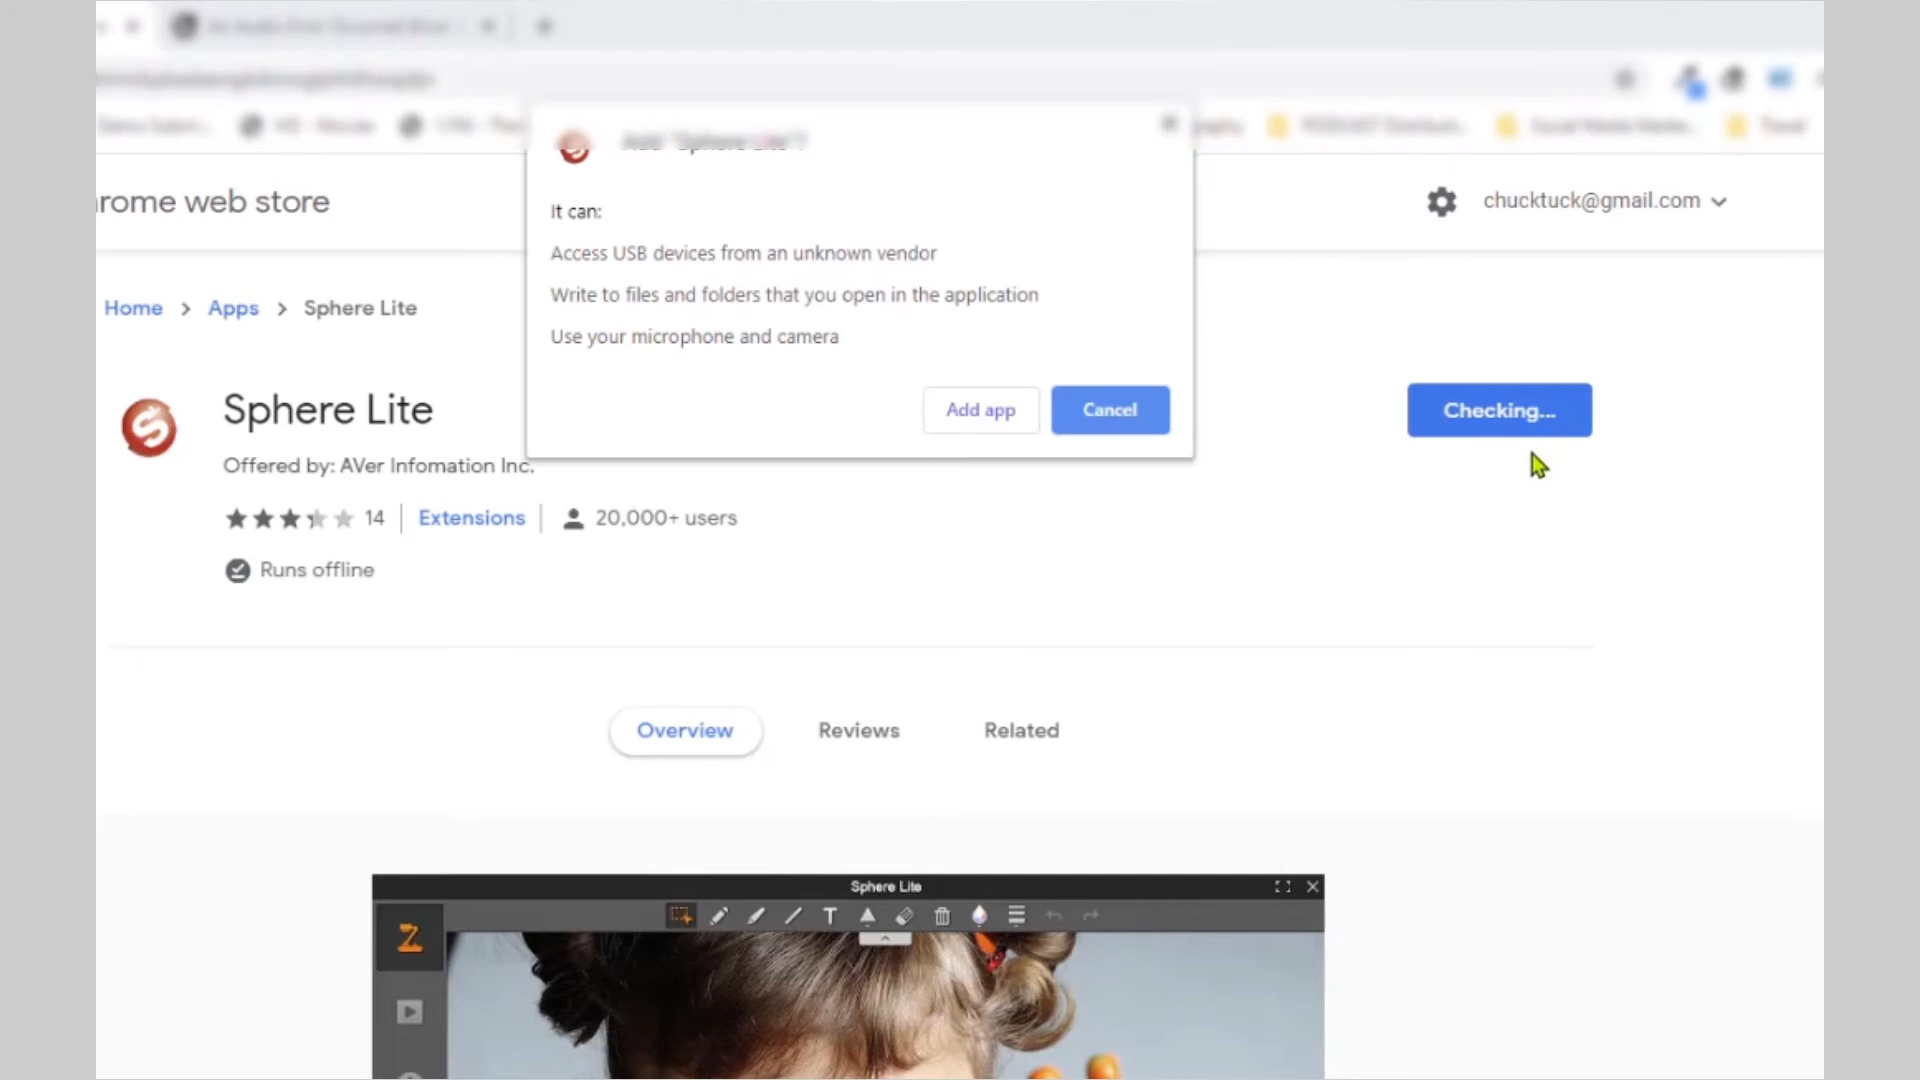 Add "Sphere Lite"?
rome web store
chucktuck@gmail.com
It can:
Access USB devices from an unknown vendor
Write to files and folders that you open in the application
Use your microphone and camera
Add app
Cancel
Home > Apps > Sphere Lite
Sphere Lite
Checking...
Offered by: AVer Infomation Inc.
14
Extensions
20,000+ users
Runs offline
Overview
Reviews
Related
Sphere Lite